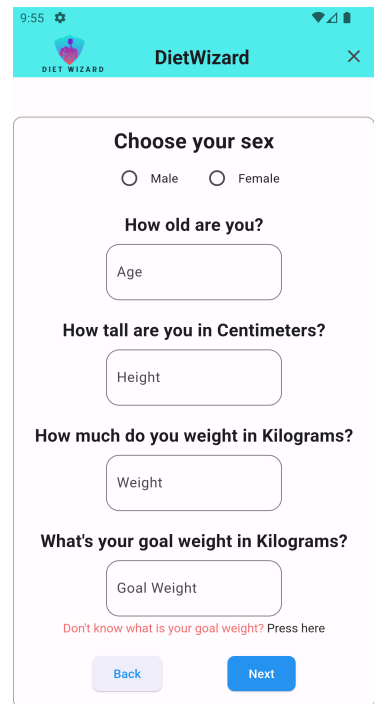 9:55
DIET WIZARD
DietWizard
Choose your sex
Male Female
How old are you?
Age
How tall are you in Centimeters?
Height
How much do you weight in Kilograms?
Weight
What's your goal weight in Kilograms?
Goal Weight
Don't know what is your goal weight? Press here
Back Next